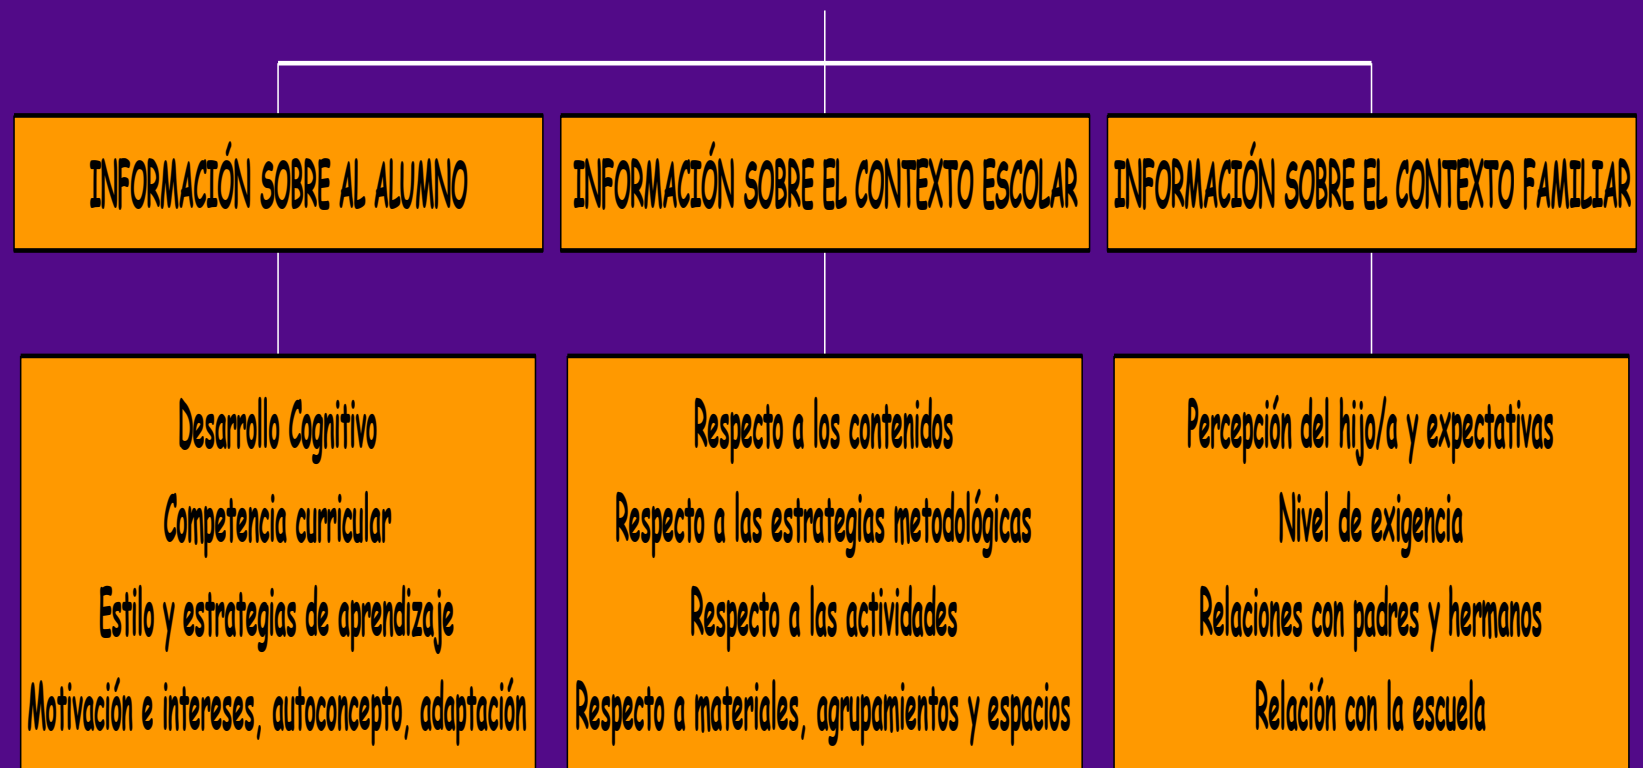 INFORMACIÓN SOBRE AL ALUMNO
INFORMACIÓN SOBRE EL CONTEXTO ESCOLAR
INFORMACIÓN SOBRE EL CONTEXTO FAMILIAR
Desarrollo Cognitivo
Competencia curricular
Estilo y estrategias de aprendizaje
Motivación e intereses, autoconcepto, adaptación
Respecto a los contenidos
Respecto a las estrategias metodológicas
Respecto a las actividades
Respecto a materiales, agrupamientos y espacios
Percepción del hijo/a y expectativas
Nivel de exigencia
Relaciones con padres y hermanos
Relación con la escuela